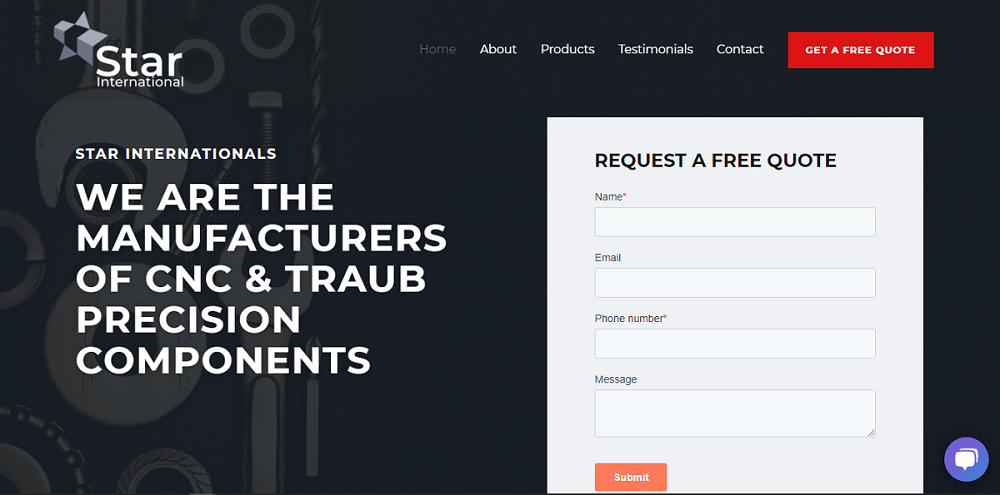 Star
International
Home About Products Testimonials Contact GET A FREE QUOTE
STAR INTERNATIONALS
WE ARE THE
MANUFACTURERS
OF CNC & TRAUB
PRECISION
COMPONENTS
REQUEST A FREE QUOTE
Name*
Email
Phone number*
Message
Submit